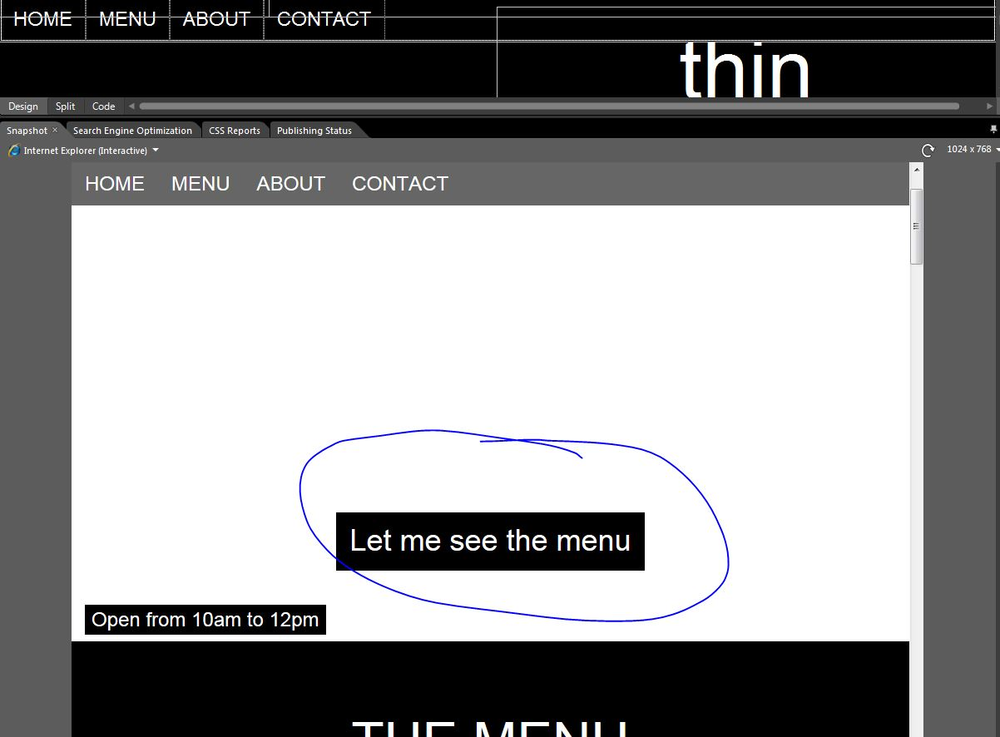 HOME MENU ABOUT CONTACT
thin
Design Split Code
Snapshot × Search Engine Optimization CSS Reports Publishing Status
Internet Explorer (Interactive) 1024 x 768
HOME MENU ABOUT CONTACT
Let me see the menu
Open from 10am to 12pm
THE MENU